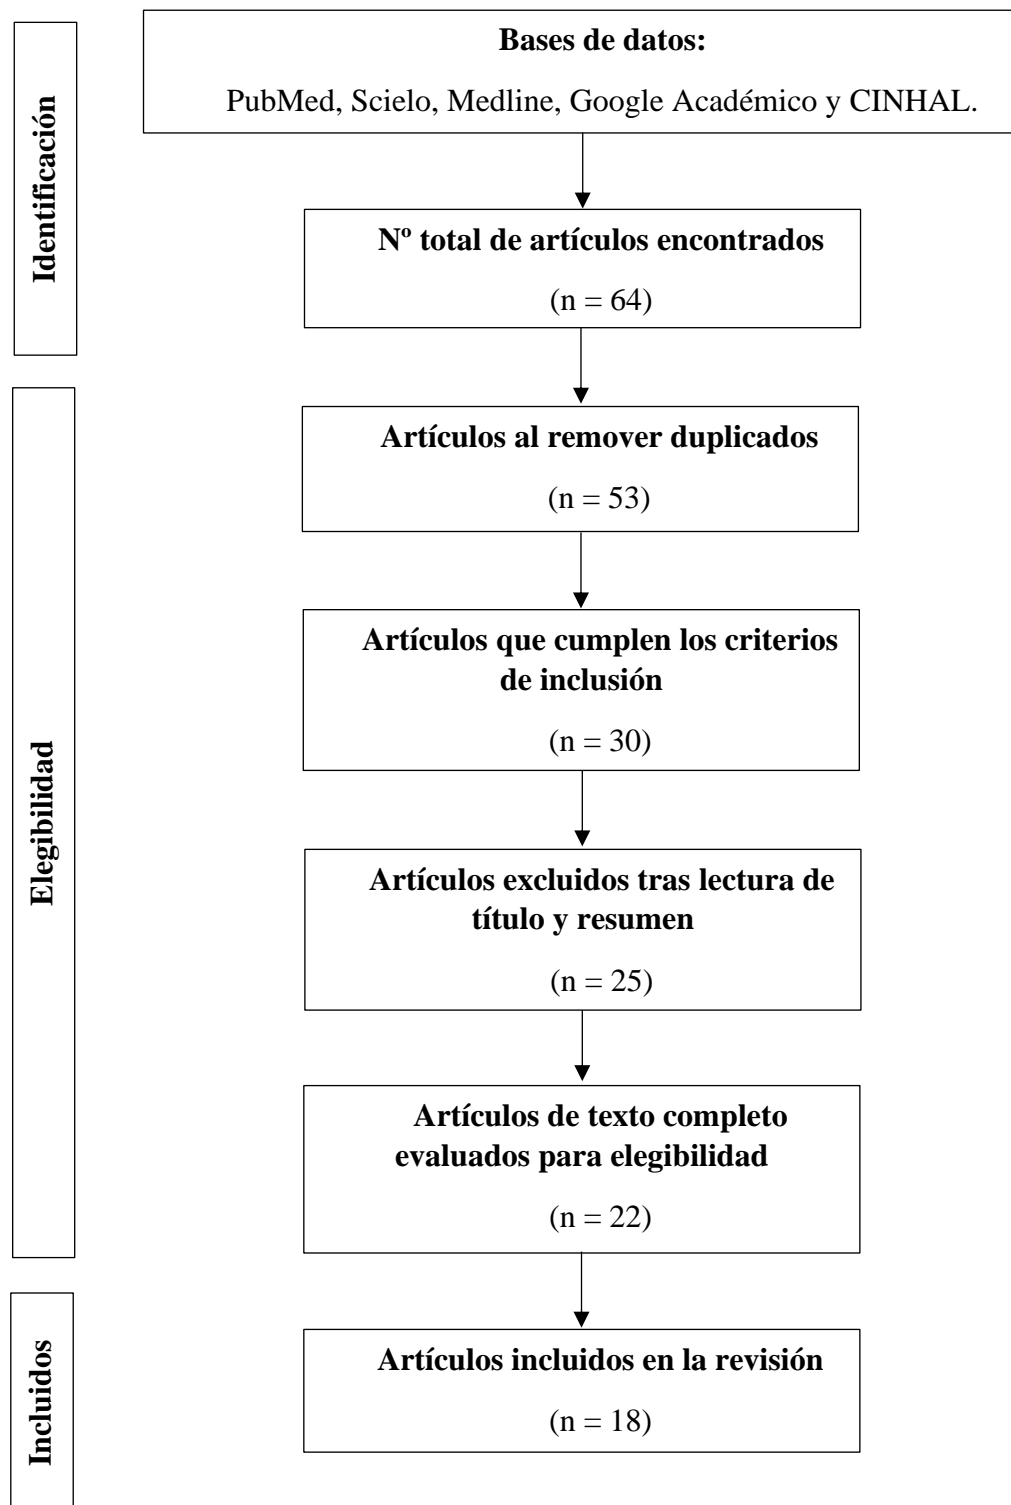 Identificación
Bases de datos:
PubMed, Scielo, Medline, Google Académico y CINHAL.
Nº total de artículos encontrados
(n = 64)
Elegibilidad
Artículos al remover duplicados
(n = 53)
Artículos que cumplen los criterios
de inclusión
(n = 30)
Artículos excluidos tras lectura de
título y resumen
(n = 25)
Artículos de texto completo
evaluados para elegibilidad
(n = 22)
Incluidos
Artículos incluidos en la revisión
(n = 18)